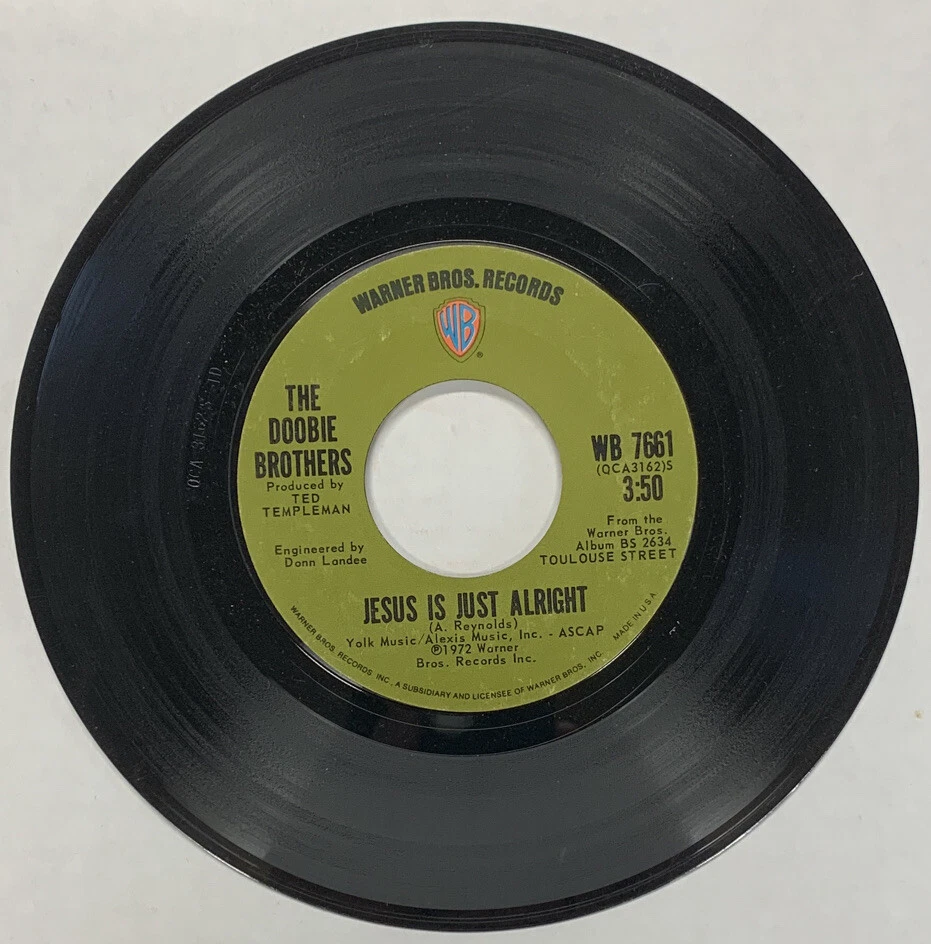 WARNER BROS. RECORDS
WB
®
THE
DOOBIE
BROTHERS
Produced by
TED
TEMPLEMAN
Engineered by
Donn Landee
WB 7661
(QCA3162)S
3:50
From the
Warner Bros.
Album BS 2634
TOULOUSE STREET
JESUS IS JUST ALRIGHT
(A. Reynolds)
Yolk Music/Alexis Music, Inc. - ASCAP
℗1972 Warner
Bros. Records Inc.
WARNER BROS. RECORDS INC., A SUBSIDIARY AND LICENSEE OF WARNER BROS, INC. MADE IN U.S.A